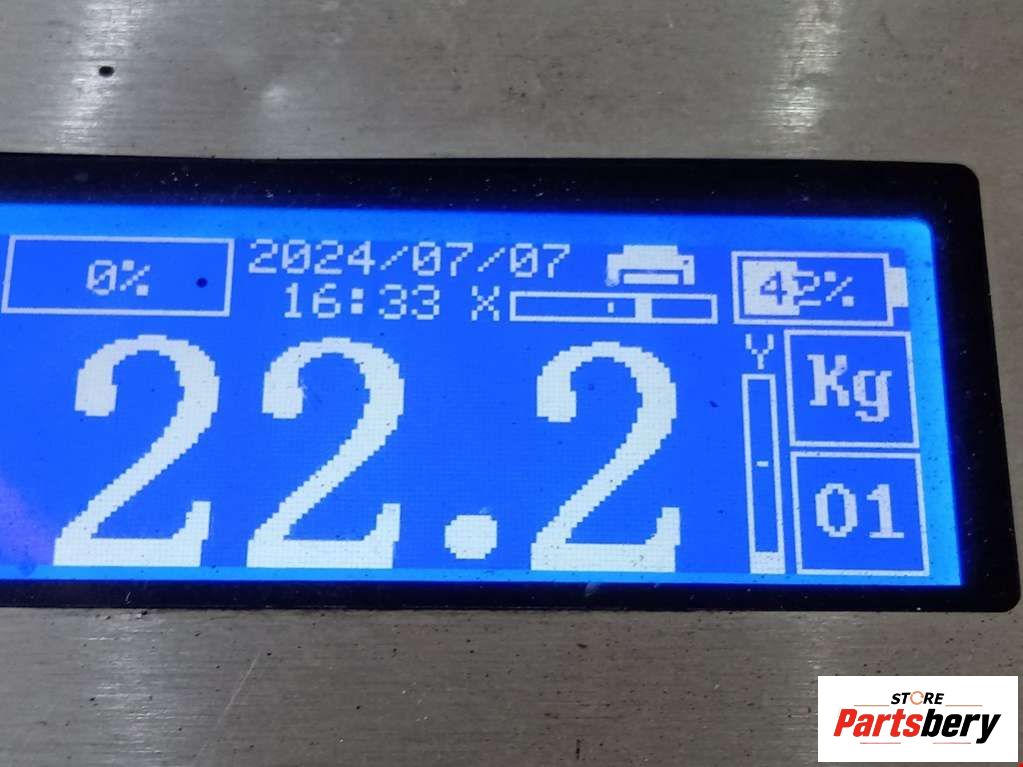 0%
2024/07/07
16:33 X
42%
22.2
Y
Kg
01
STORE
Partsbery